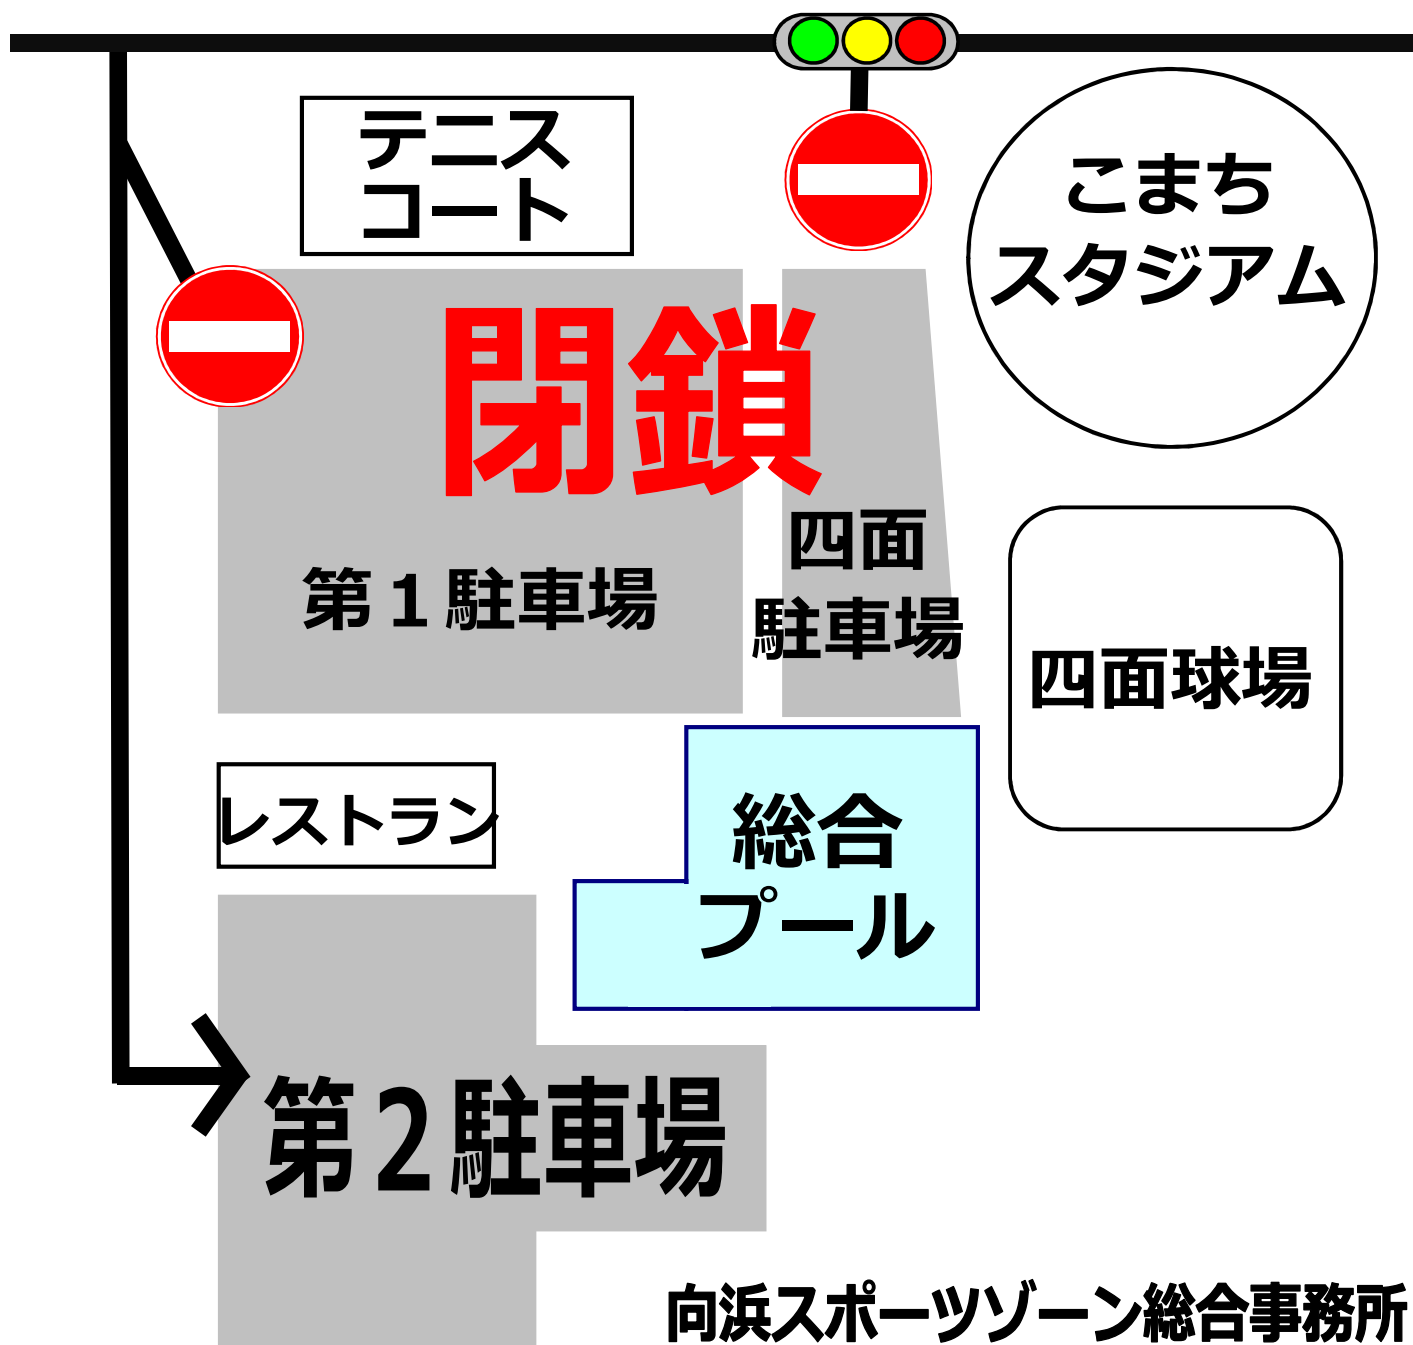 テニス
コート
こまち
スタジアム
閉鎖
第１駐車場
四面
駐車場
四面球場
レストラン
総合
プール
第２駐車場
向浜スポーツゾーン総合事務所